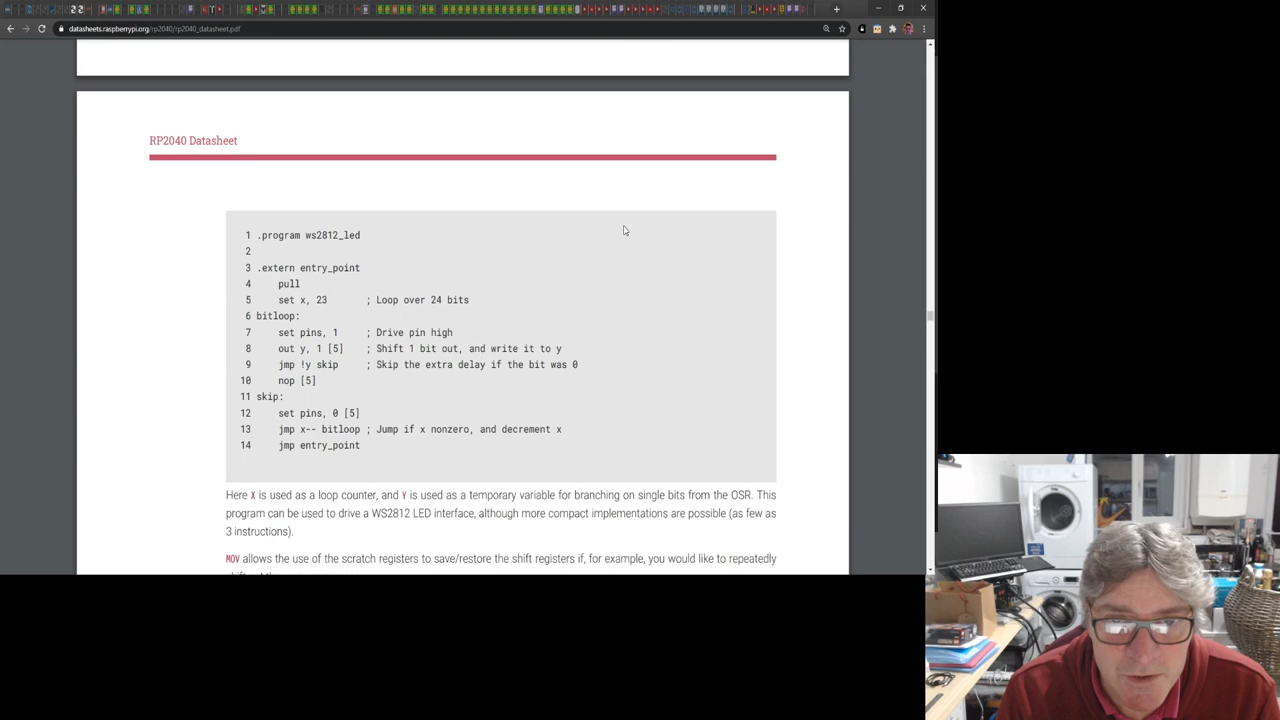 datasheets.raspberrypi.org/rp2040/rp2040_datasheet.pdf
RP2040 Datasheet
1 .program ws2812_led
2
3 .extern entry_point
4 pull
5 set x, 23 ; Loop over 24 bits
6 bitloop:
7 set pins, 1 ; Drive pin high
8 out y, 1 [5] ; Shift 1 bit out, and write it to y
9 jmp !y skip ; Skip the extra delay if the bit was 0
10 nop [5]
11 skip:
12 set pins, 0 [5]
13 jmp x-- bitloop ; Jump if x nonzero, and decrement x
14 jmp entry_point
Here X is used as a loop counter, and Y is used as a temporary variable for branching on single bits from the OSR. This
program can be used to drive a WS2812 LED interface, although more compact implementations are possible (as few as
3 instructions).
MOV allows the use of the scratch registers to save/restore the shift registers if, for example, you would like to repeatedly